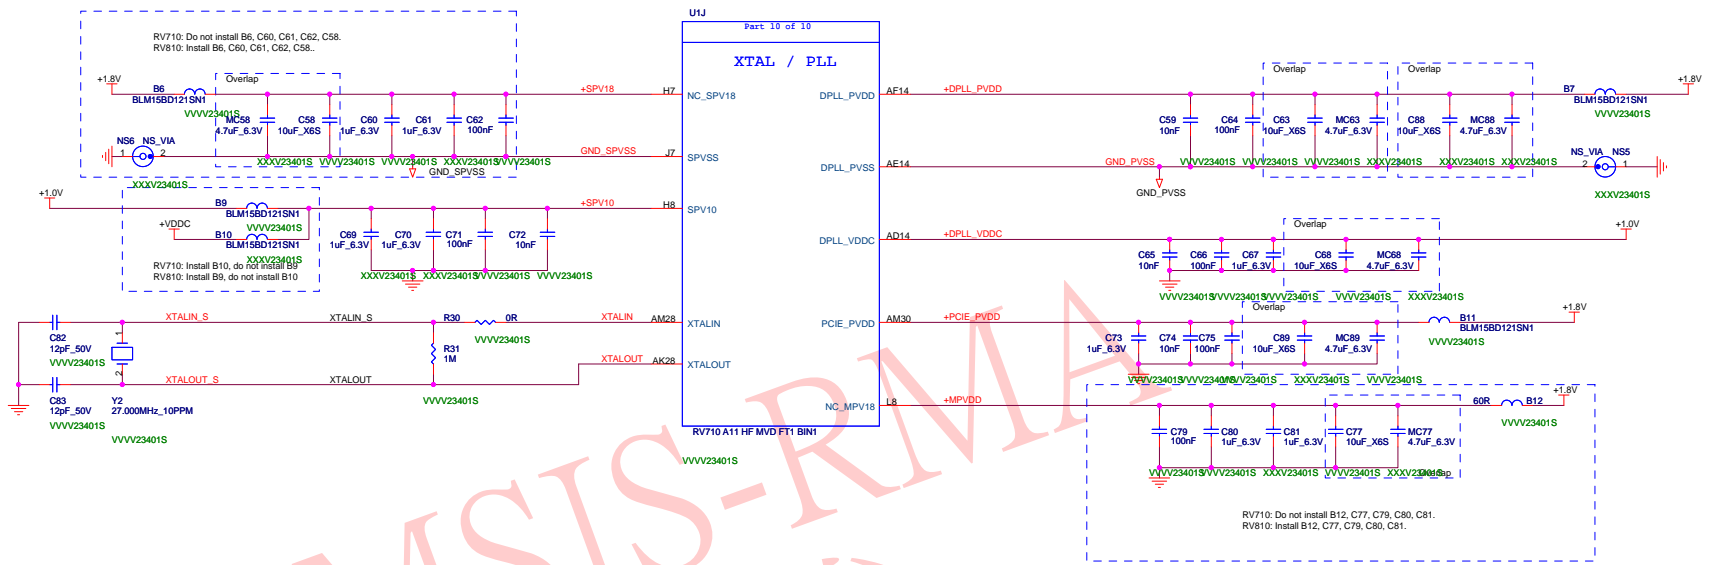 U1J
Part 10 of 10
XTAL / PLL
RV710: Do not install B6, C60, C61, C62, C58.
RV810: Install B6, C60, C61, C62, C58..
+1.8V
B6
BLM15BD121SN1
VVVV23401S
Overlap
MC58
4.7uF_6.3V
C58
10uF_X6S
C60
1uF_6.3V
C61
1uF_6.3V
C62
100nF
+SPV18
H7
NC_SPV18
NS6 NS_VIA
1
2
XXXV23401S
VVVV23401S
VVVV23401S
XXXV23401S
VVVV23401S
GND_SPVSS
GND_SPVSS
J7
SPVSS
XXXV23401S
+1.0V
B9
BLM15BD121SN1
VVVV23401S
+VDDC
B10
BLM15BD121SN1
RV710: Install B10, do not install B9
RV810: Install B9, do not install B10
C69
1uF_6.3V
C70
1uF_6.3V
C71
100nF
C72
10nF
XXXV23401S
XXXV23401S
VVVV23401S
VVVV23401S
+SPV10
H8
SPV10
C82
12pF_50V
VVVV23401S
XTALIN_S
XTALIN_S
R30
0R
VVVV23401S
XTALIN
AM28
XTALIN
1
2
R31
1M
VVVV23401S
XTALOUT
AK28
XTALOUT
XTALOUT_S
XTALOUT
C83
12pF_50V
VVVV23401S
Y2
27.000MHz_10PPM
VVVV23401S
DPLL_PVDD
AF14
+DPLL_PVDD
Overlap
Overlap
C59
10nF
C64
100nF
C63
10uF_X6S
MC63
4.7uF_6.3V
C88
10uF_X6S
MC88
4.7uF_6.3V
B7
BLM15BD121SN1
VVVV23401S
+1.8V
DPLL_PVSS
AE14
GND_PVSS
GND_PVSS
VVVV23401S
VVVV23401S
VVVV23401S
XXXV23401S
XXXV23401S
XXXV23401S
NS_VIA NS5
2
1
XXXV23401S
DPLL_VDDC
AD14
+DPLL_VDDC
Overlap
C65
10nF
C66
100nF
C67
1uF_6.3V
C68
10uF_X6S
MC68
4.7uF_6.3V
+1.0V
VVVV23401S
VVVV23401S
VVVV23401S
VVVV23401S
XXXV23401S
PCIE_PVDD
AM30
+PCIE_PVDD
Overlap
C73
1uF_6.3V
C74
10nF
C75
100nF
C89
10uF_X6S
MC89
4.7uF_6.3V
B11
BLM15BD121SN1
VVVV23401S
+1.8V
VVVV23401S
VVVV23401S
VVVV23401S
XXXV23401S
VVVV23401S
NC_MPV18
L8
+MPVDD
C79
100nF
C80
1uF_6.3V
C81
1uF_6.3V
C77
10uF_X6S
MC77
4.7uF_6.3V
60R B12
VVVV23401S
+1.8V
VVVV23401S
VVVV23401S
XXXV23401S
VVVV23401S
XXXV23401S
Overlap
RV710: Do not install B12, C77, C79, C80, C81.
RV810: Install B12, C77, C79, C80, C81.
RV710 A11 HF MVD FT1 BIN1
VVVV23401S
MSIS-RMA